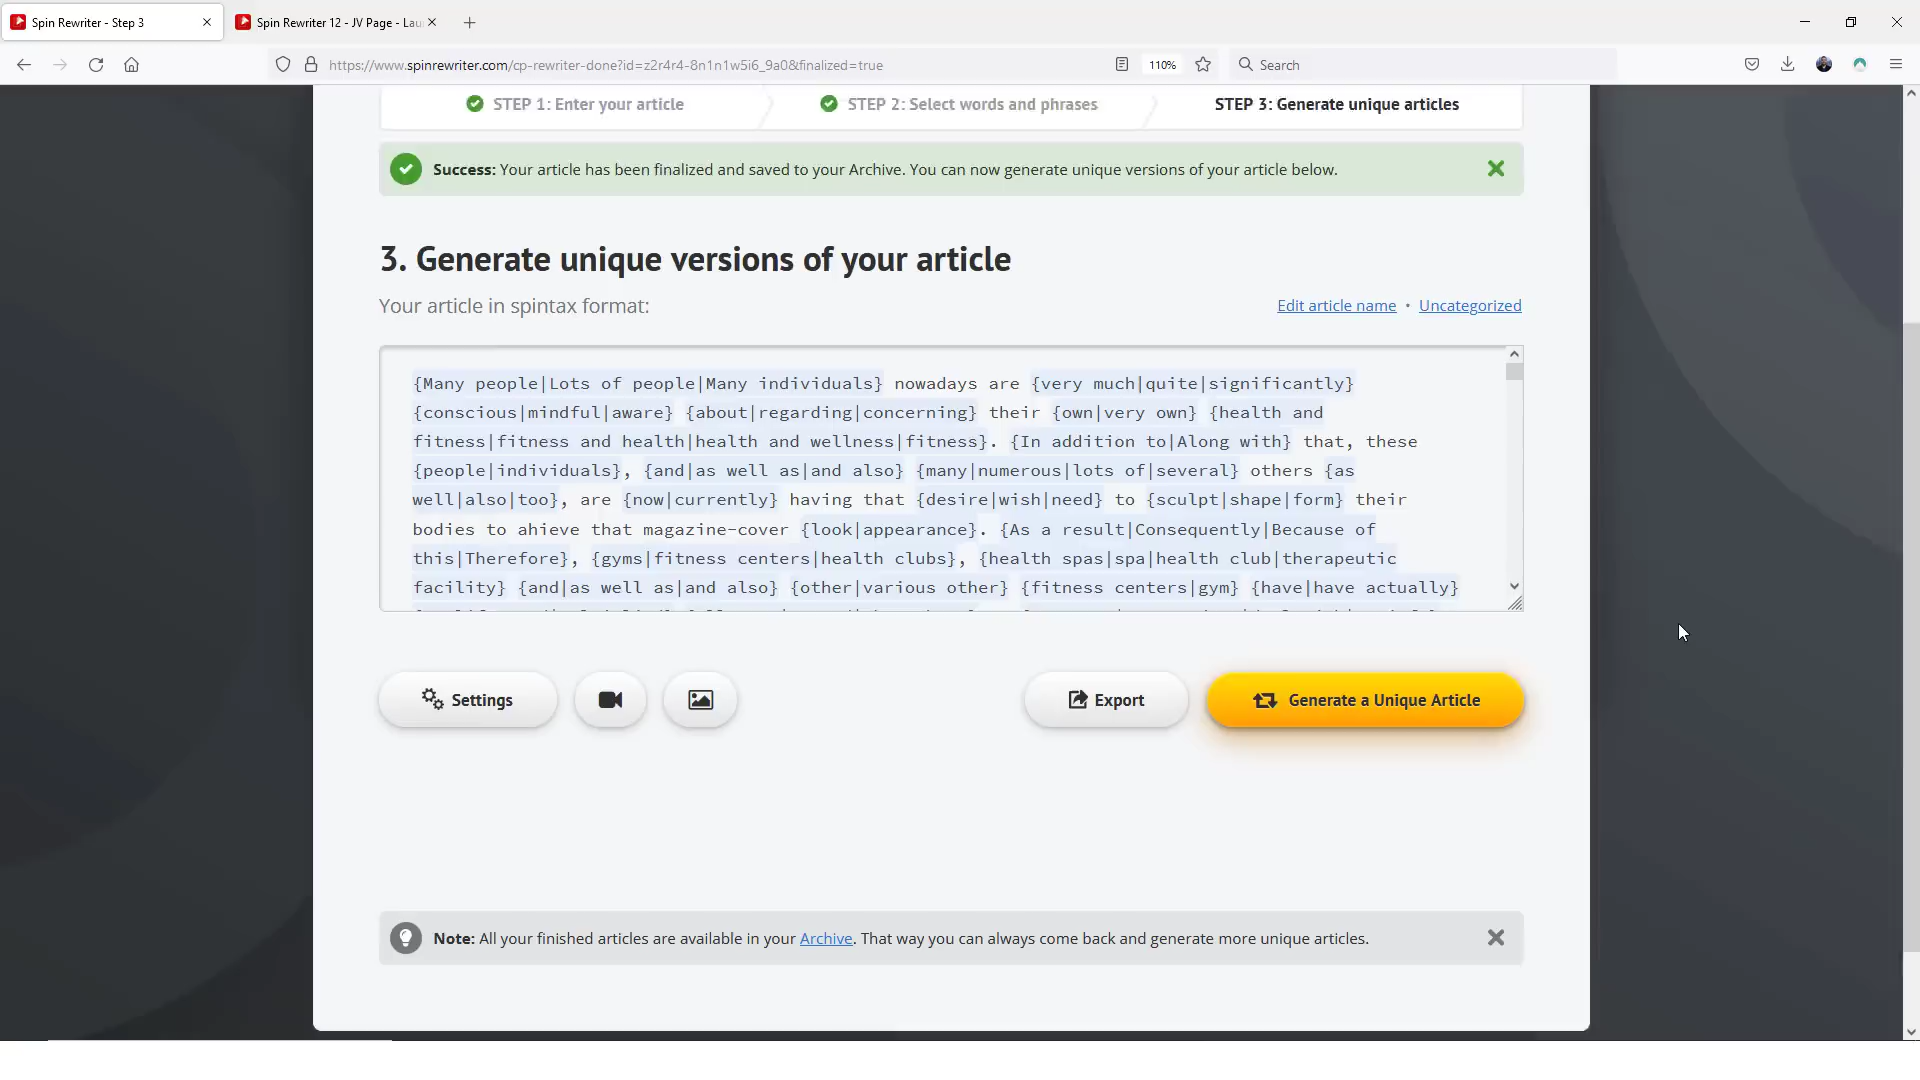 Spin Rewriter - Step 3
Spin Rewriter 12 - JV Page - Lau
https://www.spinrewriter.com/cp-rewriter-done?id=z2r4r4-8n1n1w5i6_9a0&finalized=true
110%
Search
STEP 1: Enter your article
STEP 2: Select words and phrases
STEP 3: Generate unique articles
Success: Your article has been finalized and saved to your Archive. You can now generate unique versions of your article below.
3. Generate unique versions of your article
Your article in spintax format:
Edit article name • Uncategorized
{Many people|Lots of people|Many individuals} nowadays are {very much|quite|significantly}
{conscious|mindful|aware} {about|regarding|concerning} their {own|very own} {health and
fitness|fitness and health|health and wellness|fitness}. {In addition to|Along with} that, these
{people|individuals}, {and|as well as|and also} {many|numerous|lots of|several} others {as
well|also|too}, are {now|currently} having that {desire|wish|need} to {sculpt|shape|form} their
bodies to ahieve that magazine-cover {look|appearance}. {As a result|Consequently|Because of
this|Therefore}, {gyms|fitness centers|health clubs}, {health spas|spa|health club|therapeutic
facility} {and|as well as|and also} {other|various other} {fitness centers|gym} {have|have actually}
Settings
Export
Generate a Unique Article
Note: All your finished articles are available in your Archive. That way you can always come back and generate more unique articles.